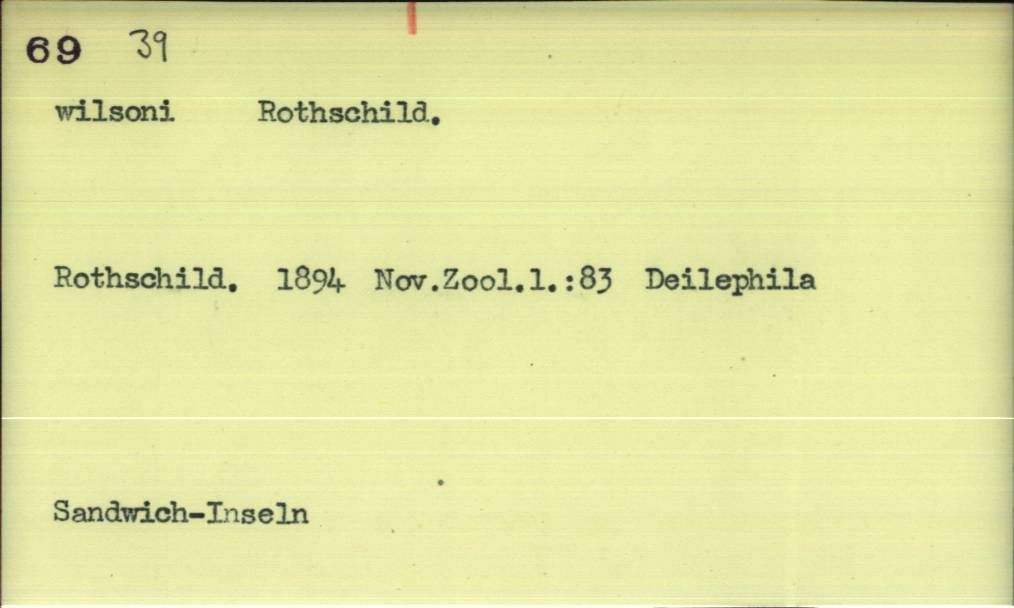 69 39
wilsoni Rothschild.
Rothschild. 1894 Nov.Zool.1.:83 Deilephila
Sandwich-Inseln